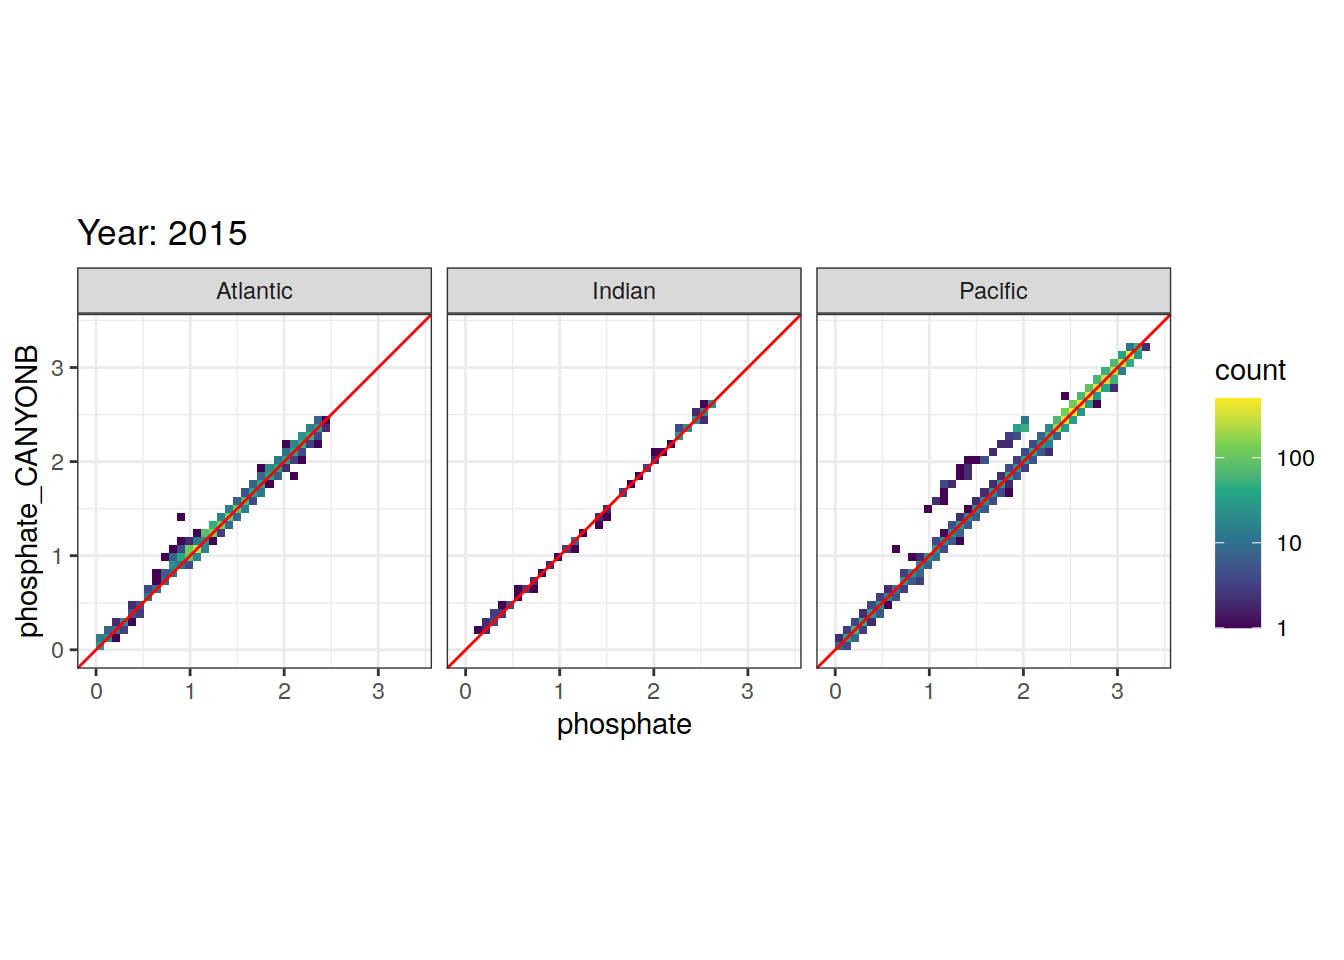 Year: 2015
Atlantic Indian Pacific
phosphate_CANYONB
3
2
1
0
0 1 2 3 0 1 2 3 0 1 2 3
phosphate
count
100
10
1